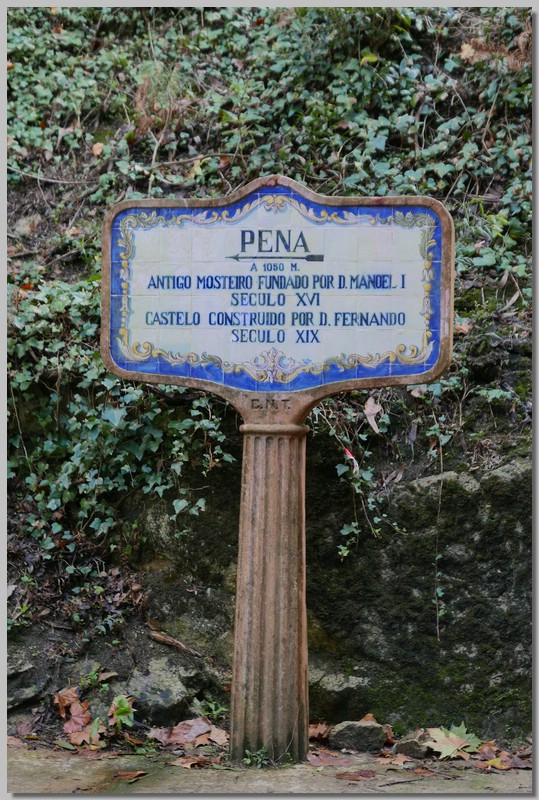 PENA
A 1050 M.
ANTIGO MOSTEIRO FUNDADO POR D. MANOEL I
SECULO XVI
CASTELO CONSTRUIDO POR D. FERNANDO
SECULO XIX
C.N.T.